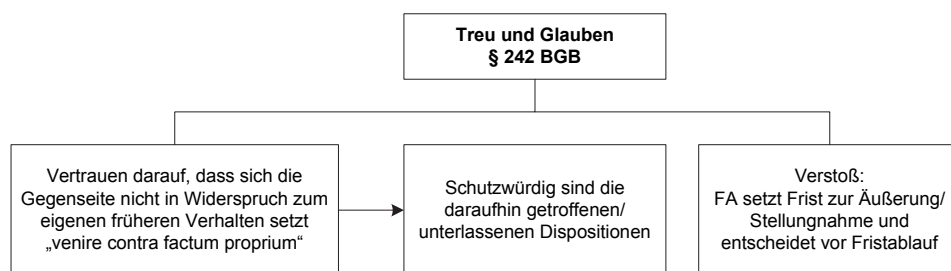 Treu und Glauben
§ 242 BGB
Vertrauen darauf, dass sich die
Gegenseite nicht in Widerspruch zum
eigenen früheren Verhalten setzt
„venire contra factum proprium“
Schutzwürdig sind die
daraufhin getroffenen/
unterlassenen Dispositionen
Verstoß:
FA setzt Frist zur Äußerung/
Stellungnahme und
entscheidet vor Fristablauf